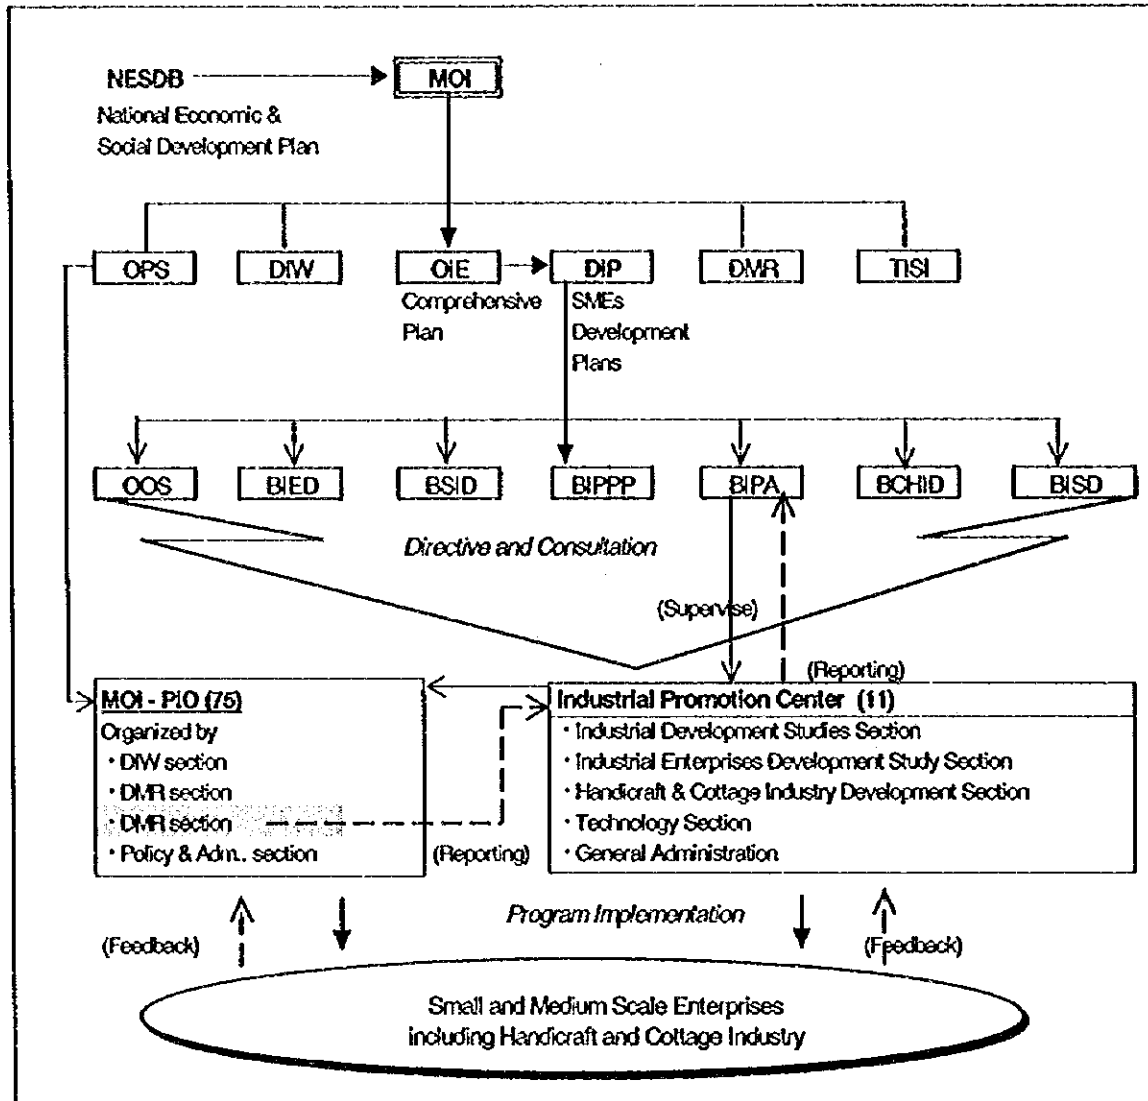 NESDB
MOI
National Economic &
Social Development Plan
OPS
DIW
OIE
DIP
DMR
TISI
Comprehensive
Plan
SMEs
Development
Plans
OOS
BIED
BSID
BIPPP
BIPA
BCHID
BISD
Directive and Consultation
(Supervise)
(Reporting)
MOI - PIO (75)
Organized by
· DIW section
· DMR section
· DMR section
· Policy & Adm.. section
(Reporting)
Industrial Promotion Center (11)
· Industrial Development Studies Section
· Industrial Enterprises Development Study Section
· Handicraft & Cottage Industry Development Section
· Technology Section
· General Administration
Program Implementation
(Feedback)
(Feedback)
Small and Medium Scale Enterprises
including Handicraft and Cottage Industry